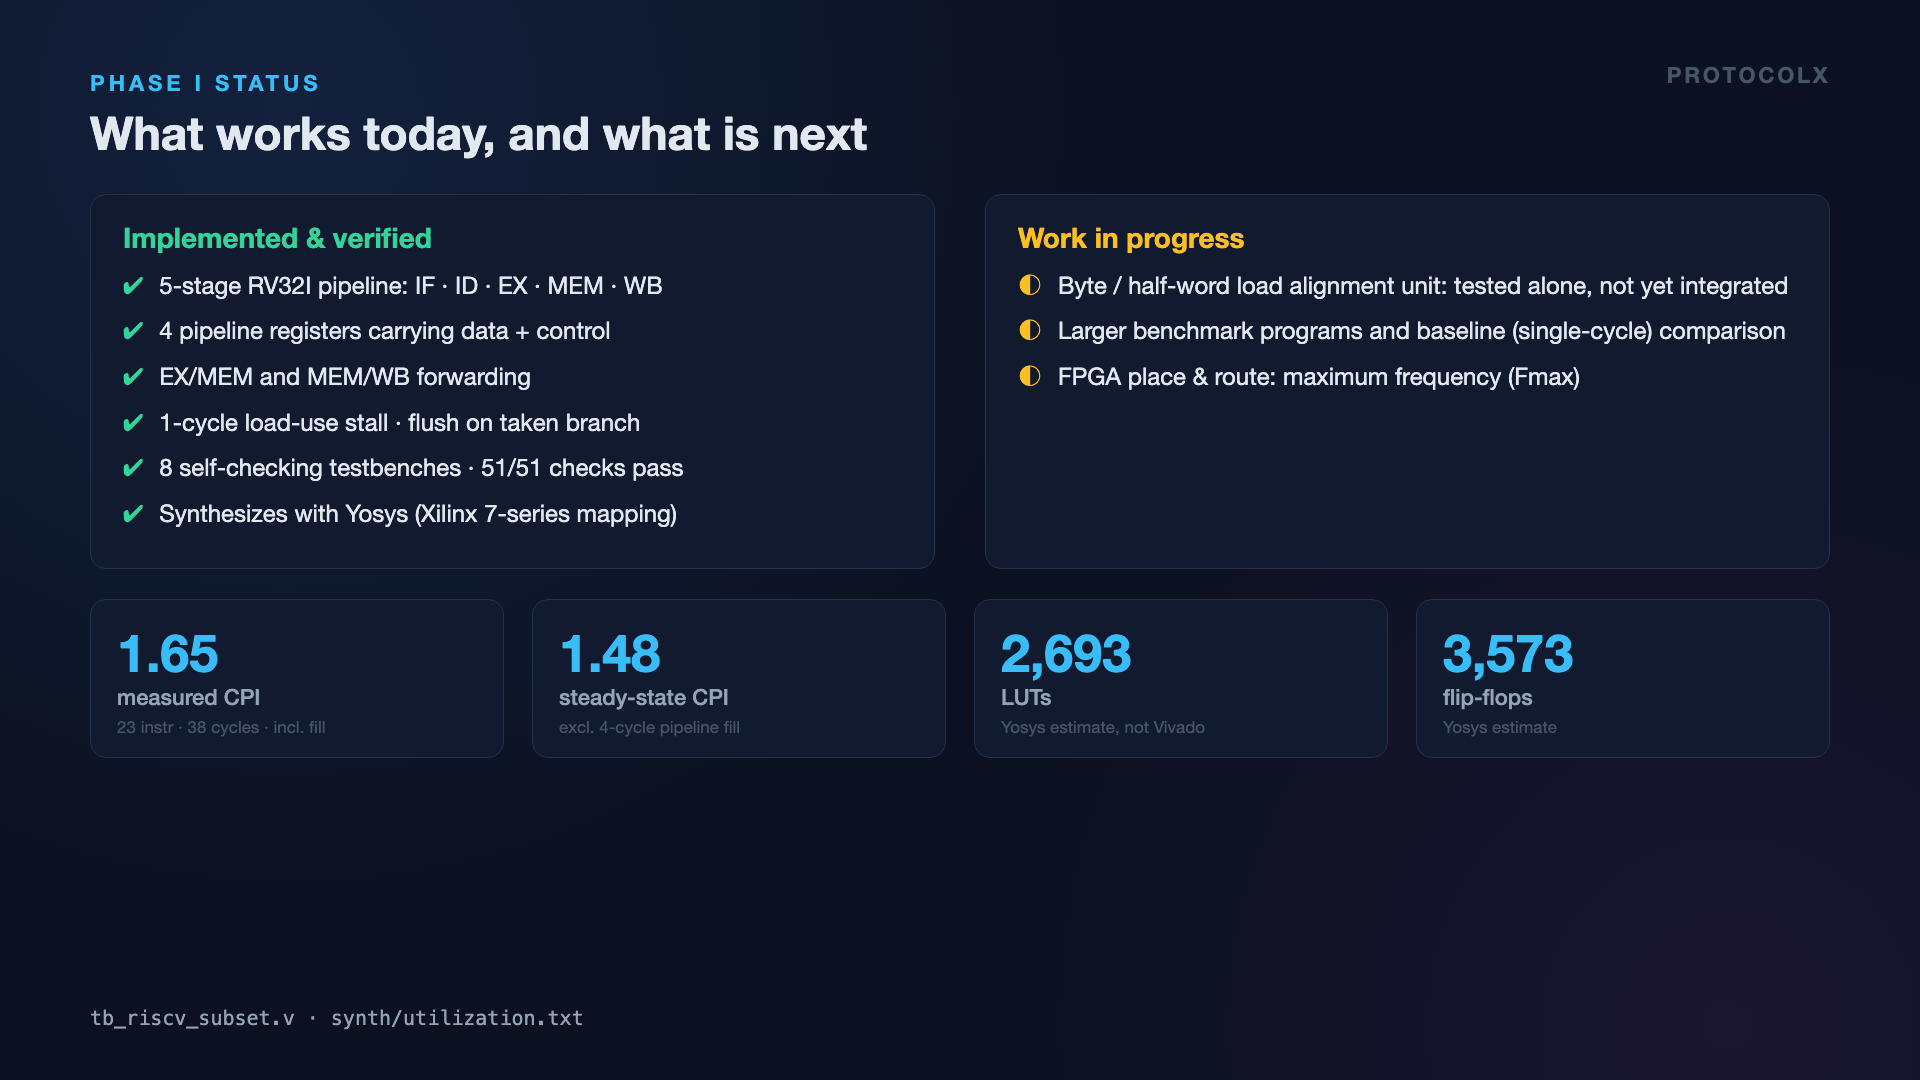 PHASE I STATUS
PROTOCOLX
What works today, and what is next
Implemented & verified
✔ 5-stage RV32I pipeline: IF · ID · EX · MEM · WB
✔ 4 pipeline registers carrying data + control
✔ EX/MEM and MEM/WB forwarding
✔ 1-cycle load-use stall · flush on taken branch
✔ 8 self-checking testbenches · 51/51 checks pass
✔ Synthesizes with Yosys (Xilinx 7-series mapping)
Work in progress
◐ Byte / half-word load alignment unit: tested alone, not yet integrated
◐ Larger benchmark programs and baseline (single-cycle) comparison
◐ FPGA place & route: maximum frequency (Fmax)
1.65
measured CPI
23 instr · 38 cycles · incl. fill
1.48
steady-state CPI
excl. 4-cycle pipeline fill
2,693
LUTs
Yosys estimate, not Vivado
3,573
flip-flops
Yosys estimate
tb_riscv_subset.v · synth/utilization.txt